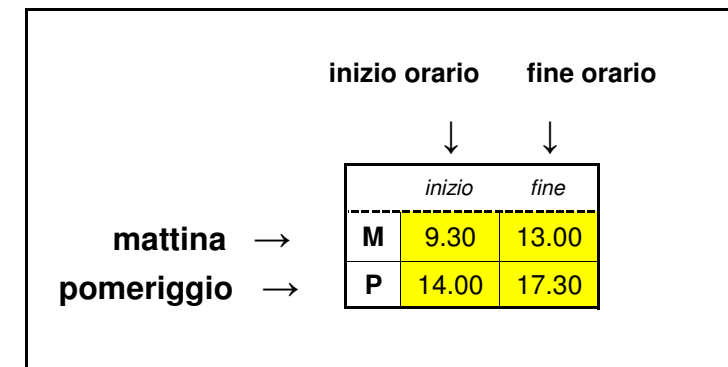 inizio orario fine orario
↓ ↓
inizio fine
mattina → M 9.30 13.00
pomeriggio → P 14.00 17.30